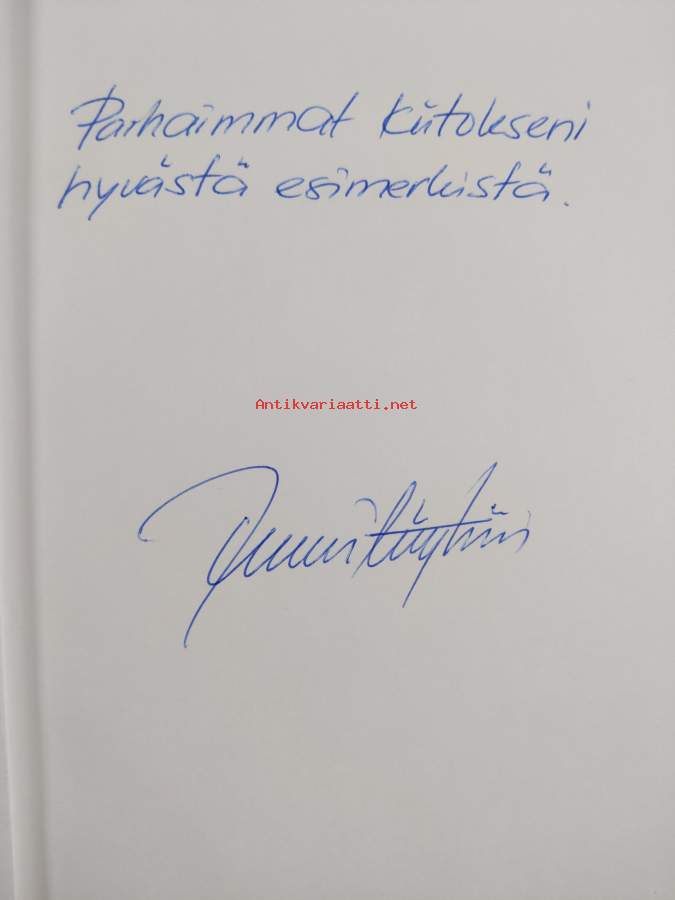 Parhaimmat Kiitokseni
hyvästä esimerkistä.
Antikvariaatti.net